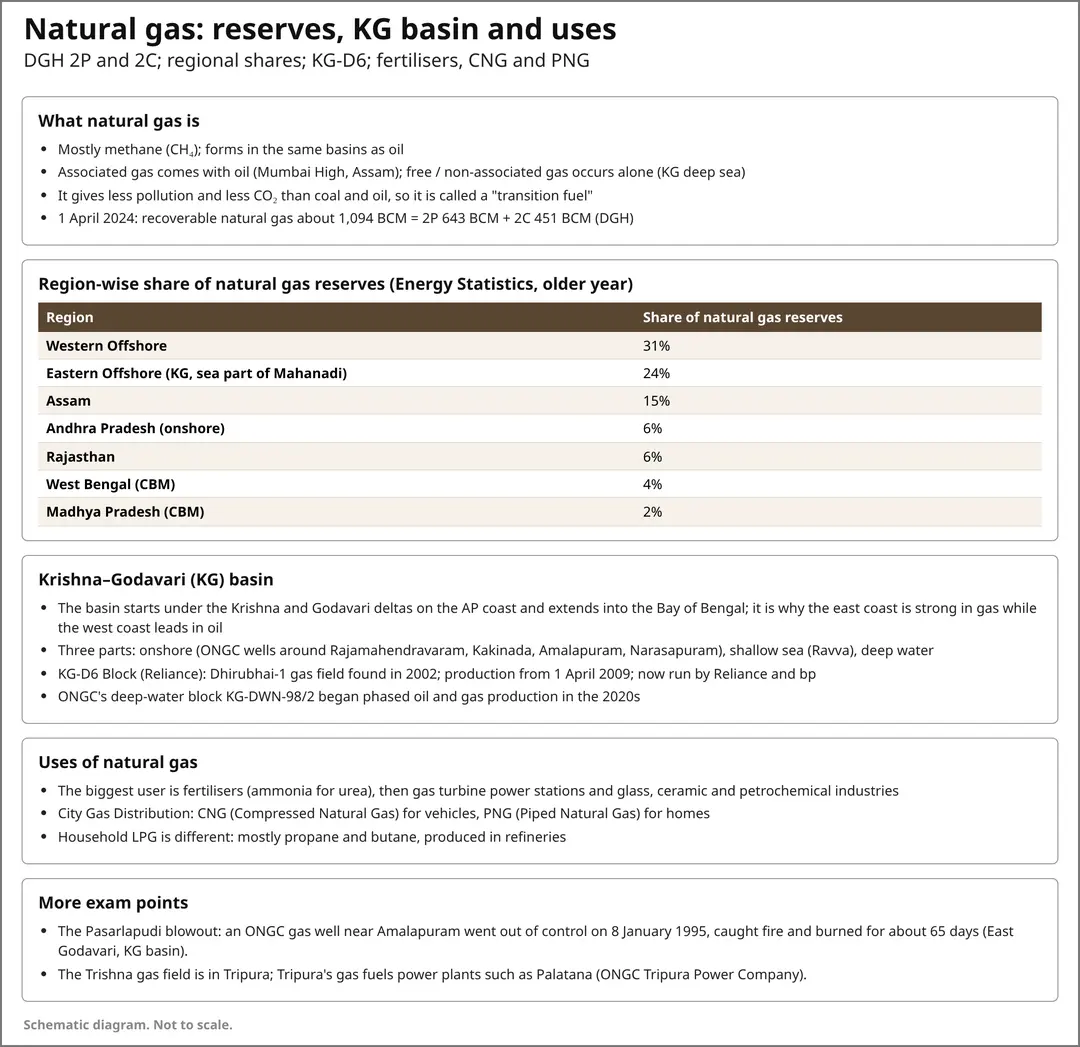 Natural gas: reserves, KG basin and uses
DGH 2P and 2C; regional shares; KG-D6; fertilisers, CNG and PNG
What natural gas is
• Mostly methane (CH₄); forms in the same basins as oil
• Associated gas comes with oil (Mumbai High, Assam); free / non-associated gas occurs alone (KG deep sea)
• It gives less pollution and less CO₂ than coal and oil, so it is called a "transition fuel"
• 1 April 2024: recoverable natural gas about 1,094 BCM = 2P 643 BCM + 2C 451 BCM (DGH)
Region-wise share of natural gas reserves (Energy Statistics, older year)
Region Share of natural gas reserves
Western Offshore 31%
Eastern Offshore (KG, sea part of Mahanadi) 24%
Assam 15%
Andhra Pradesh (onshore) 6%
Rajasthan 6%
West Bengal (CBM) 4%
Madhya Pradesh (CBM) 2%
Krishna–Godavari (KG) basin
• The basin starts under the Krishna and Godavari deltas on the AP coast and extends into the Bay of Bengal; it is why the east coast is strong in gas while
the west coast leads in oil
• Three parts: onshore (ONGC wells around Rajamahendravaram, Kakinada, Amalapuram, Narasapuram), shallow sea (Ravva), deep water
• KG-D6 Block (Reliance): Dhirubhai-1 gas field found in 2002; production from 1 April 2009; now run by Reliance and bp
• ONGC's deep-water block KG-DWN-98/2 began phased oil and gas production in the 2020s
Uses of natural gas
• The biggest user is fertilisers (ammonia for urea), then gas turbine power stations and glass, ceramic and petrochemical industries
• City Gas Distribution: CNG (Compressed Natural Gas) for vehicles, PNG (Piped Natural Gas) for homes
• Household LPG is different: mostly propane and butane, produced in refineries
More exam points
• The Pasarlapudi blowout: an ONGC gas well near Amalapuram went out of control on 8 January 1995, caught fire and burned for about 65 days (East
Godavari, KG basin).
• The Trishna gas field is in Tripura; Tripura's gas fuels power plants such as Palatana (ONGC Tripura Power Company).
Schematic diagram. Not to scale.